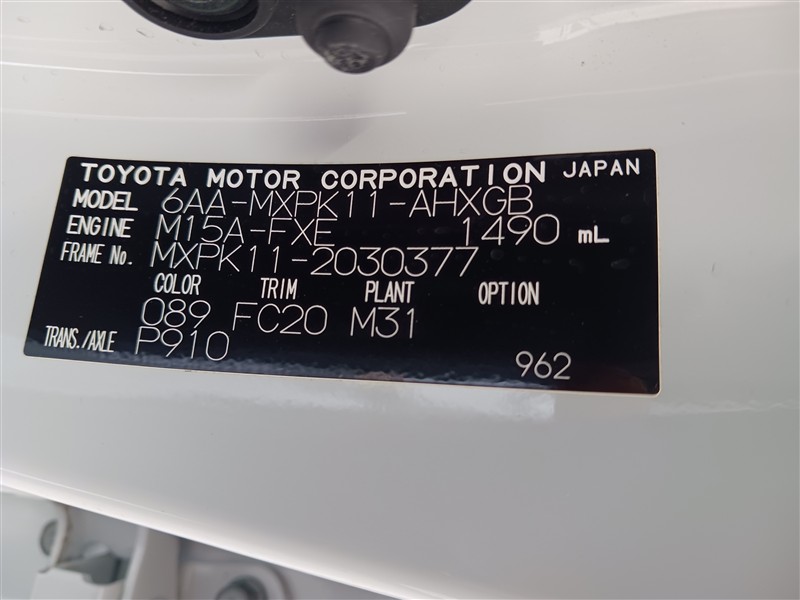 TOYOTA MOTOR CORPORATION JAPAN
MODEL 6AA-MXPK11-AHXGB
ENGINE M15A-FXE 1490 mL
FRAME No. MXPK11-2030377
COLOR TRIM PLANT OPTION
089 FC20 M31
TRANS./AXLE P910
962